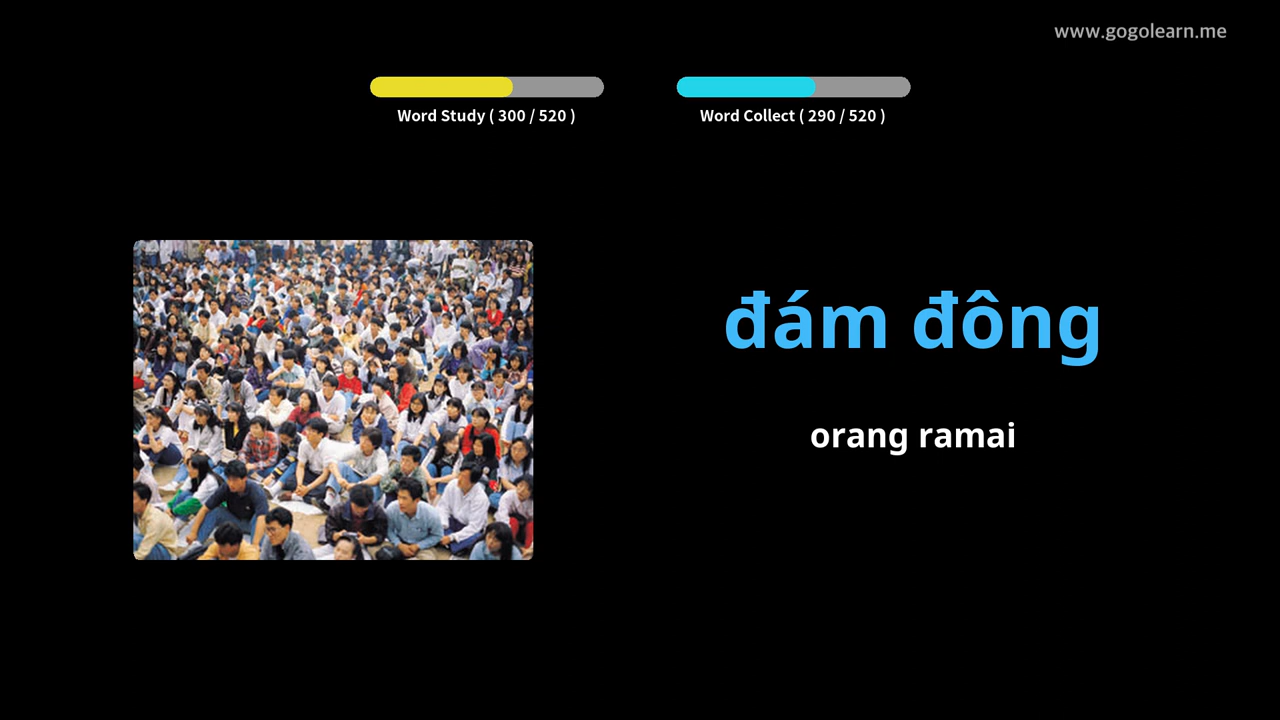 www.gogolearn.me
Word Study ( 300 / 520 )
Word Collect ( 290 / 520 )
đám đông
orang ramai